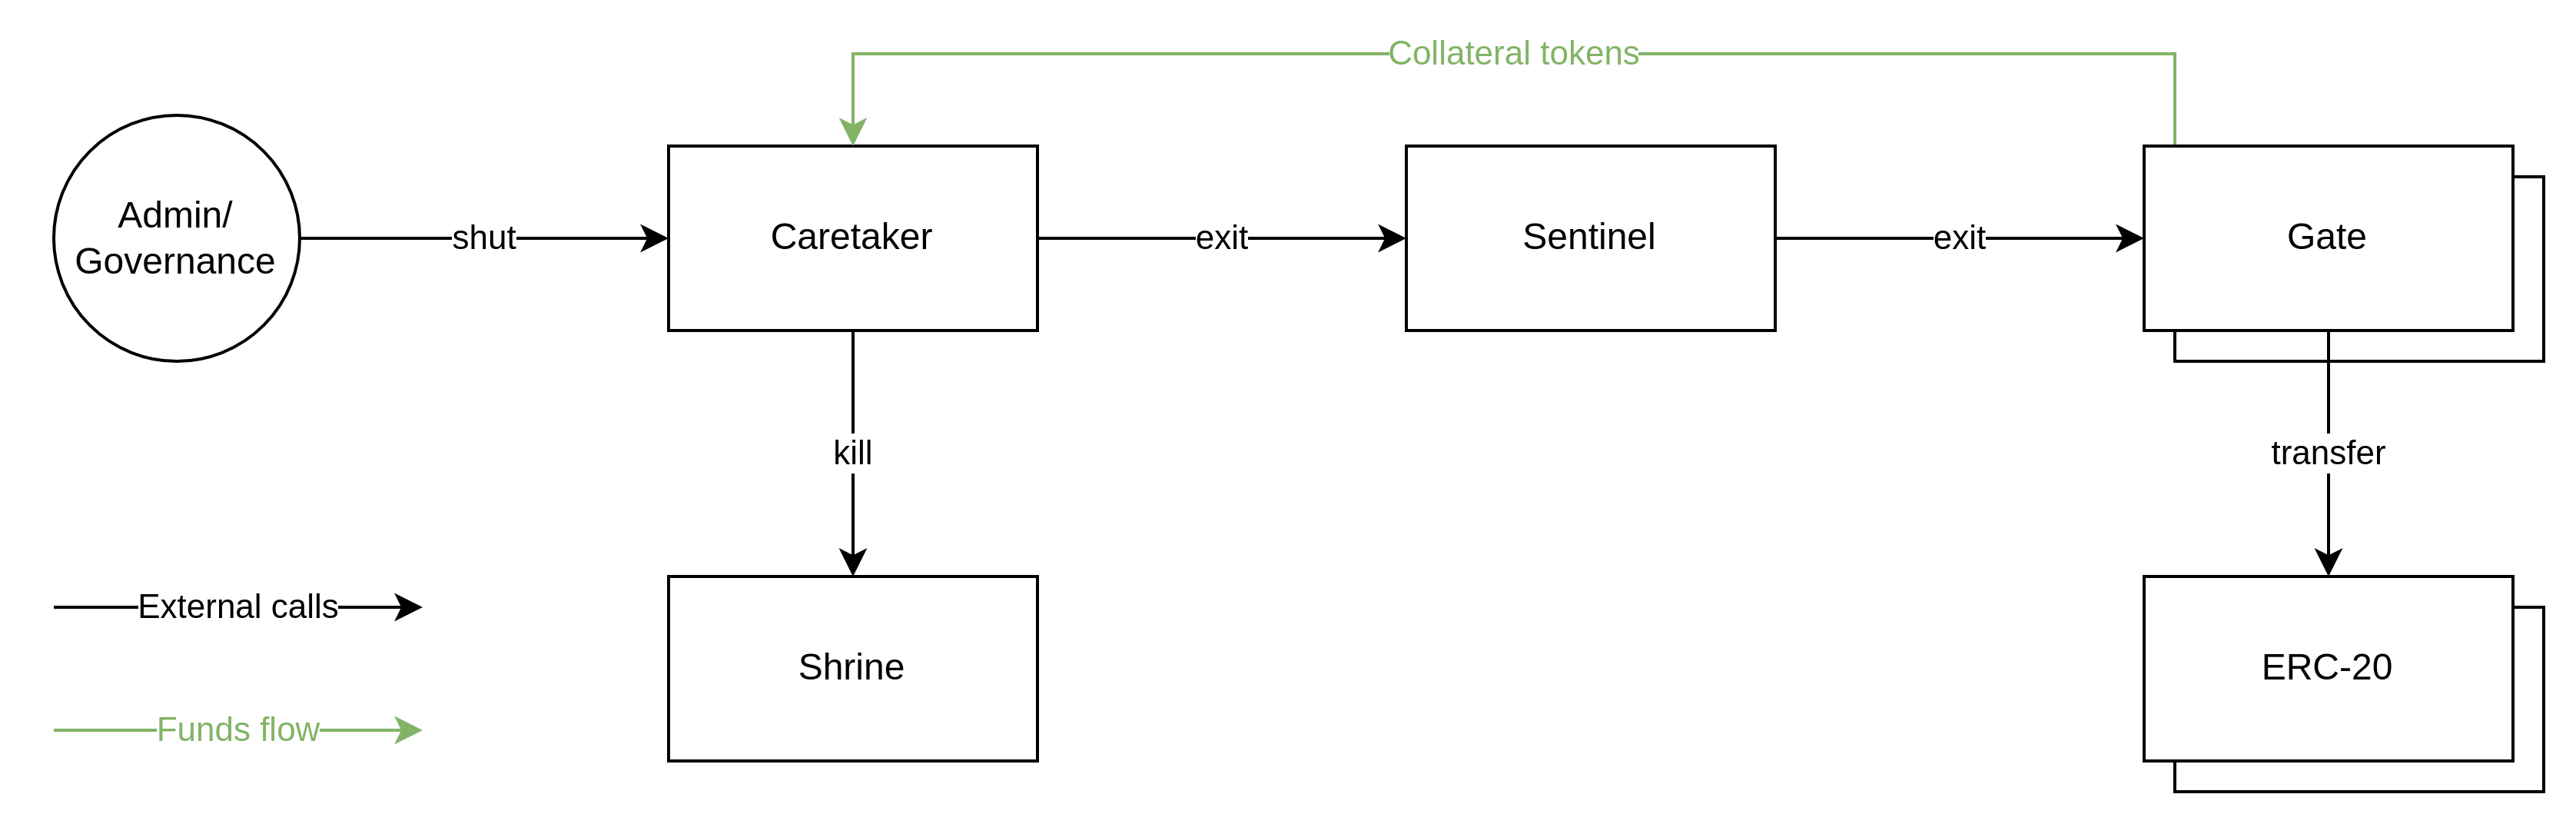 Collateral tokens
Admin/
Governance
shut
Caretaker
exit
Sentinel
exit
Gate
kill
transfer
External calls
Shrine
ERC-20
Funds flow